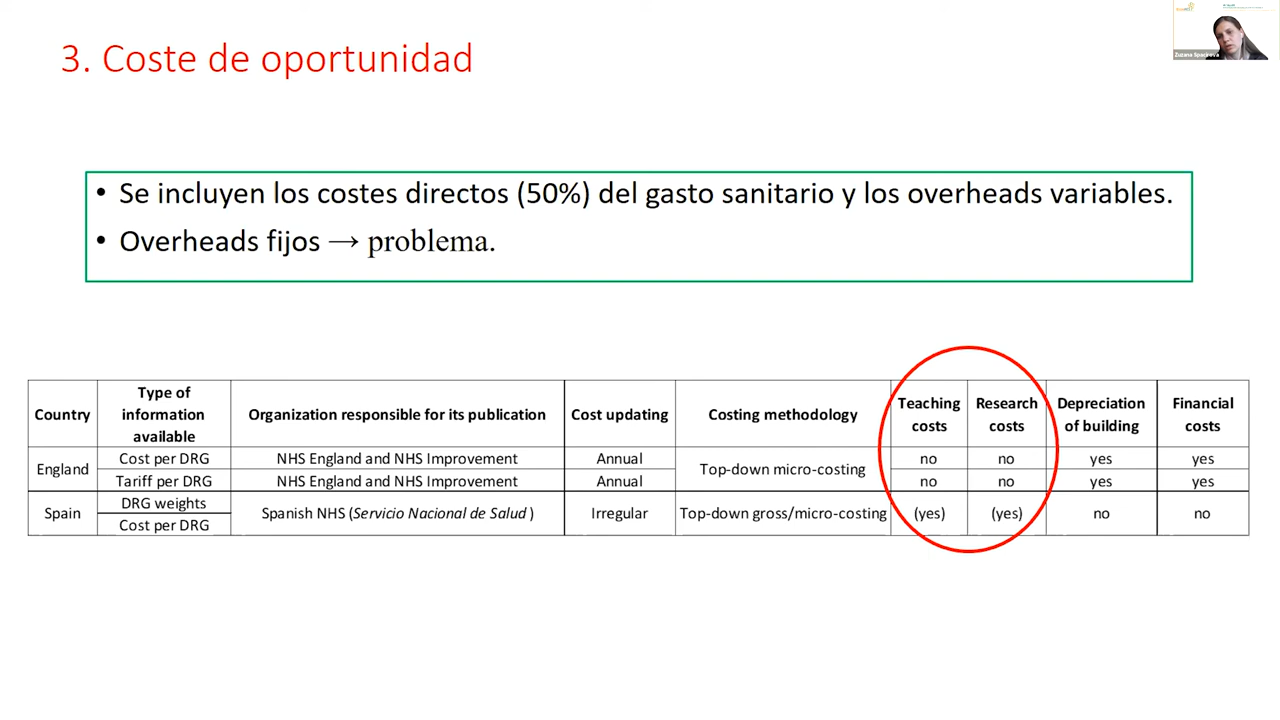 3. Coste de oportunidad
Zuzana Spacirova
• Se incluyen los costes directos (50%) del gasto sanitario y los overheads variables.
• Overheads fijos → problema.
Country
Type of
information
available
Organization responsible for its publication
Cost updating
Costing methodology
Teaching
costs
Research
costs
Depreciation
of building
Financial
costs
England
Cost per DRG
NHS England and NHS Improvement
Annual
Top-down micro-costing
no
no
yes
yes
Tariff per DRG
NHS England and NHS Improvement
Annual
no
no
yes
yes
Spain
DRG weights
Cost per DRG
Spanish NHS (Servicio Nacional de Salud )
Irregular
Top-down gross/micro-costing
(yes)
(yes)
no
no